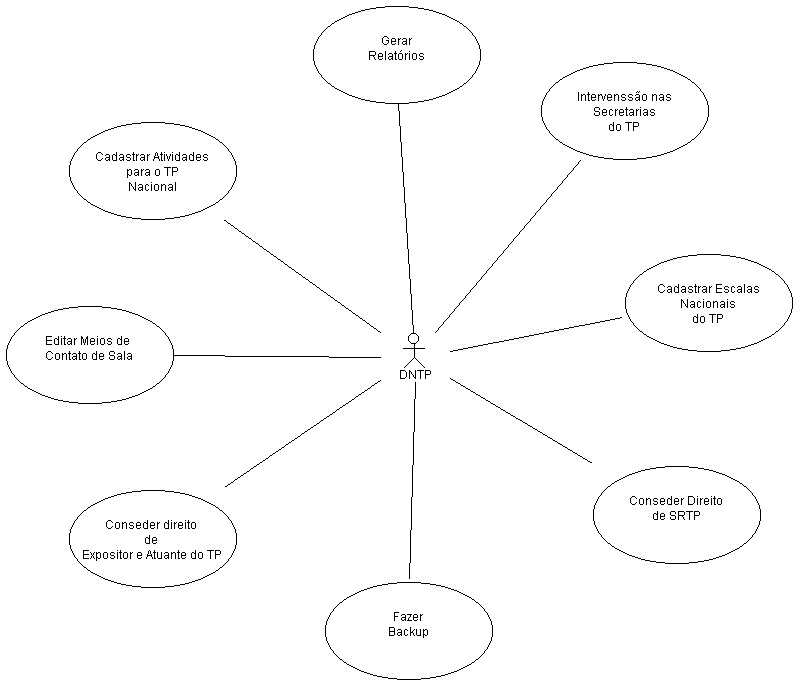 Gerar
Relatórios
Intervenssão nas
Secretarias
do TP
Cadastrar Atividades
para o TP
Nacional
Cadastrar Escalas
Nacionais
do TP
Editar Meios de
Contato de Sala
DNTP
Conseder Direito
de SRTP
Conseder direito
de
Expositor e Atuante do TP
Fazer
Backup